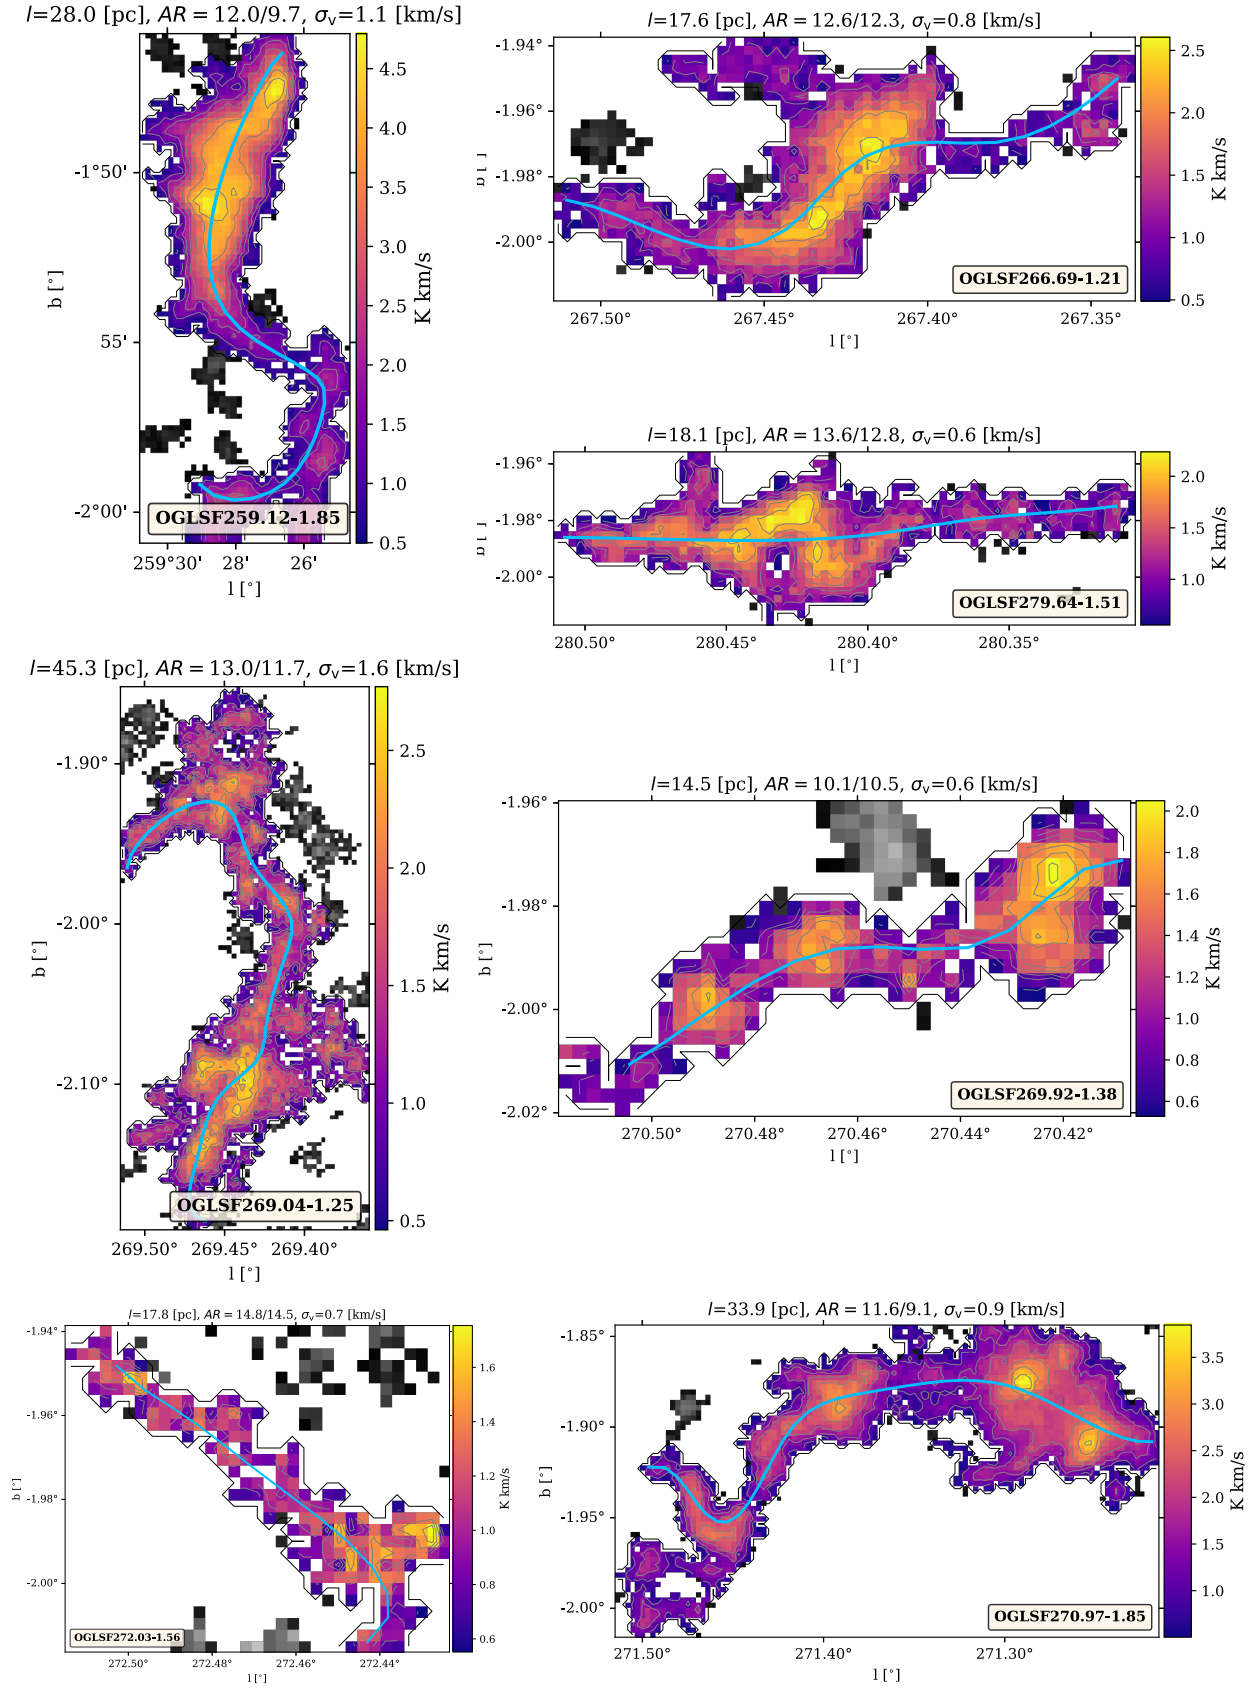 l=28.0 [pc], AR = 12.0/9.7, σv=1.1 [km/s]
-1°50'
55'
-2°00'
b [°]
259°30' 28' 26'
l [°]
4.5
4.0
3.5
3.0
2.5
2.0
1.5
1.0
0.5
K km/s
OGLSF259.12-1.85
l=17.6 [pc], AR = 12.6/12.3, σv=0.8 [km/s]
-1.94°
-1.96°
-1.98°
-2.00°
267.50° 267.45° 267.40° 267.35°
l [°]
2.5
2.0
1.5
1.0
0.5
K km/s
OGLSF266.69-1.21
l=18.1 [pc], AR = 13.6/12.8, σv=0.6 [km/s]
-1.96°
-1.98°
-2.00°
280.50° 280.45° 280.40° 280.35°
l [°]
2.0
1.5
1.0
K km/s
OGLSF279.64-1.51
l=45.3 [pc], AR = 13.0/11.7, σv=1.6 [km/s]
-1.90°
-2.00°
-2.10°
b [°]
269.50° 269.45° 269.40°
l [°]
2.5
2.0
1.5
1.0
0.5
K km/s
OGLSF269.04-1.25
l=14.5 [pc], AR = 10.1/10.5, σv=0.6 [km/s]
-1.96°
-1.98°
-2.00°
-2.02°
b [°]
270.50° 270.48° 270.46° 270.44° 270.42°
l [°]
2.0
1.8
1.6
1.4
1.2
1.0
0.8
0.6
K km/s
OGLSF269.92-1.38
l=17.8 [pc], AR = 14.8/14.5, σv=0.7 [km/s]
-1.94°
-1.96°
-1.98°
-2.00°
b [°]
272.50° 272.48° 272.46° 272.44°
l [°]
1.6
1.4
1.2
1.0
0.8
0.6
K km/s
OGLSF272.03-1.56
l=33.9 [pc], AR = 11.6/9.1, σv=0.9 [km/s]
-1.85°
-1.90°
-1.95°
-2.00°
b [°]
271.50° 271.40° 271.30°
l [°]
3.5
3.0
2.5
2.0
1.5
1.0
K km/s
OGLSF270.97-1.85